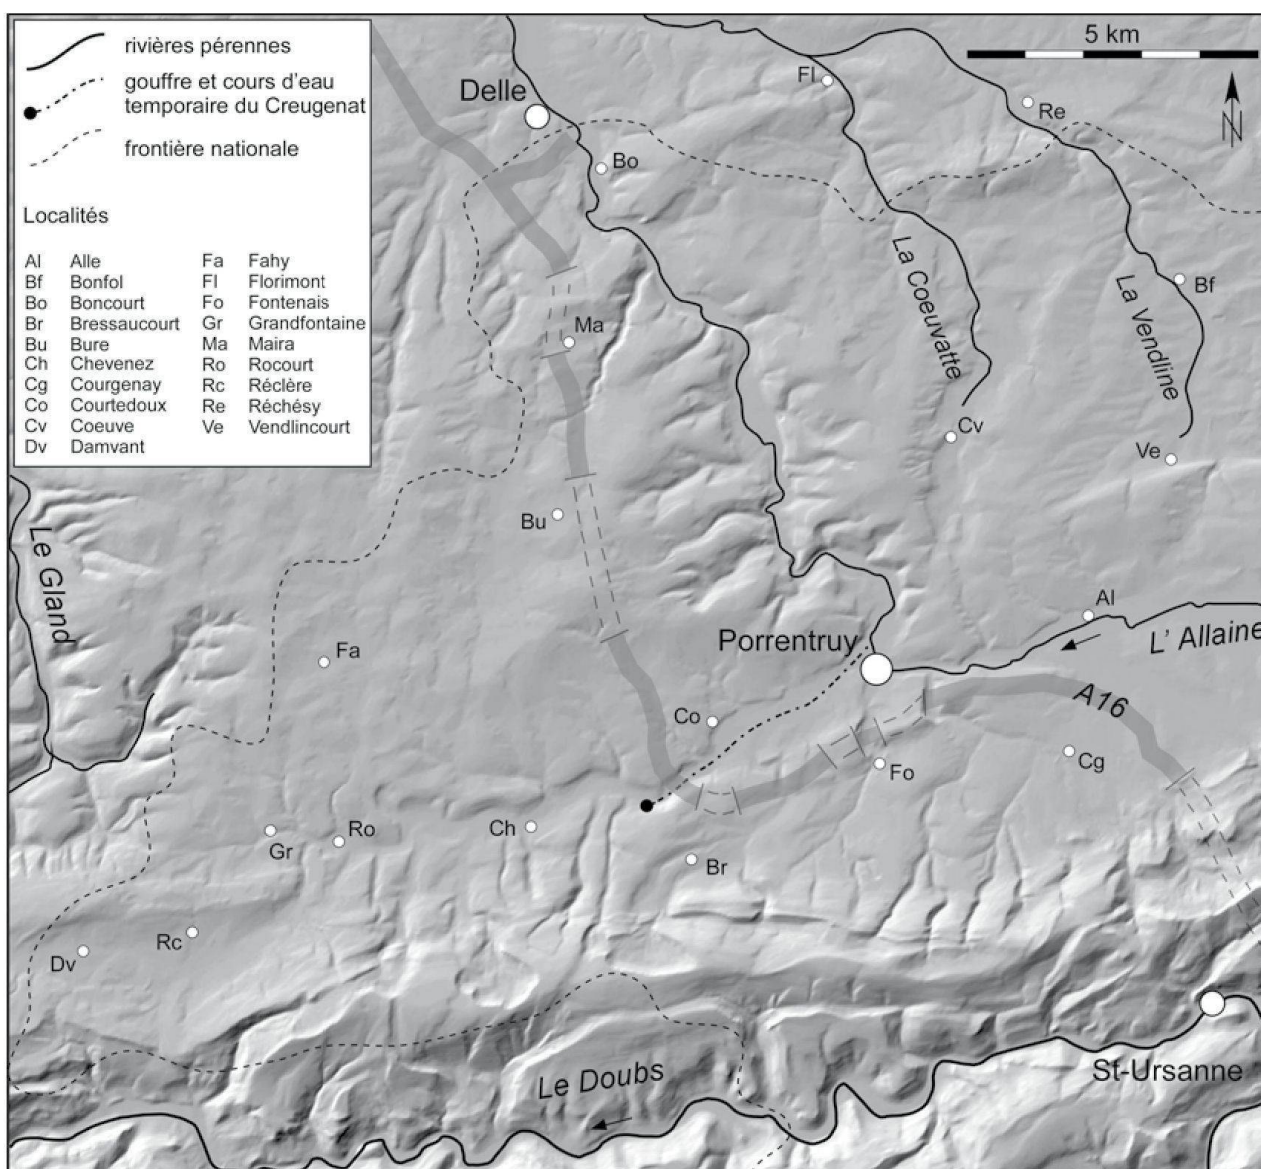 rivières pérennes
gouffre et cours d'eau
temporaire du Creugenat
frontière nationale
Localités
Al Alle Fa Fahy
Bf Bonfol Fl Florimont
Bo Boncourt Fo Fontenais
Br Bressaucourt Gr Grandfontaine
Bu Bure Ma Maira
Ch Chevenez Ro Rocourt
Cg Courgenay Rc Réclère
Co Courtedoux Re Réchésy
Cv Coeuve Ve Vendlincourt
Dv Damvant
5 km
N
Delle
Fl
Re
Bo
La Coeuvatte
La Vendline
Bf
Ma
Cv
Ve
Bu
Le Gland
Al
Porrentruy
L' Allaine
Fa
A16
Co
Cg
Fo
Ro
Ch
Gr
Br
Rc
Dv
Le Doubs
St-Ursanne